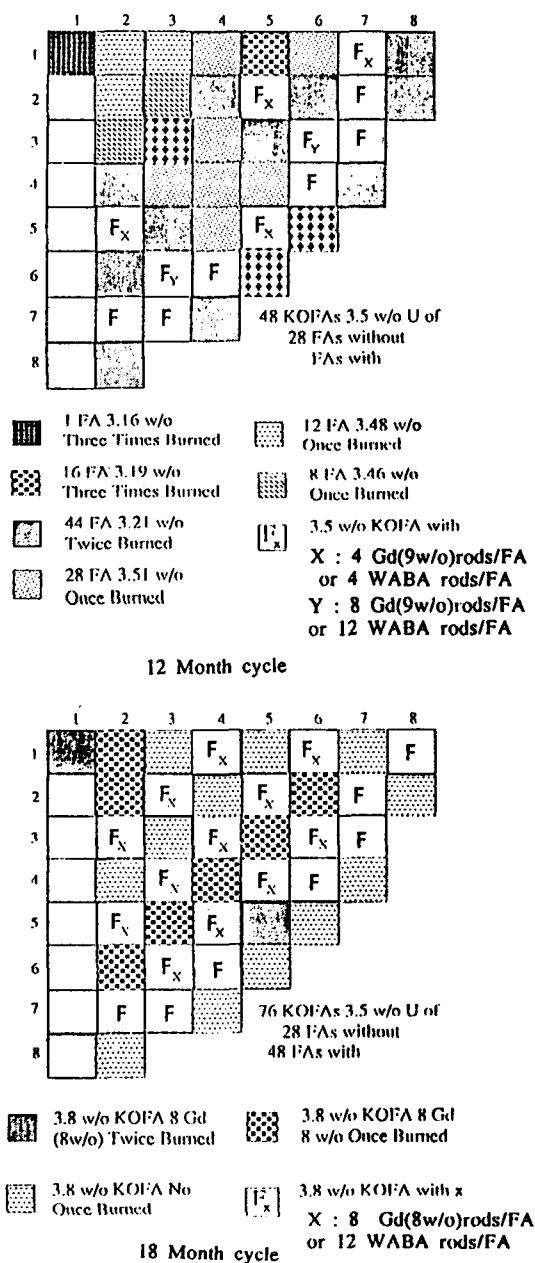 1 2 3 4 5 6 7 8
1 F_X
2 F_X F
3 F_Y F
4 F
5 F_X F_X
6 F_Y F
7 F F
8
48 KOFAs 3.5 w/o U of
28 FAs without
FAs with
1 FA 3.16 w/o
Three Times Burned
12 FA 3.48 w/o
Once Burned
16 FA 3.19 w/o
Three Times Burned
8 FA 3.46 w/o
Once Burned
44 FA 3.21 w/o
Twice Burned
F_x 3.5 w/o KOFA with
X : 4 Gd(9w/o)rods/FA
or 4 WABA rods/FA
28 FA 3.51 w/o
Once Burned
Y : 8 Gd(9w/o)rods/FA
or 12 WABA rods/FA
12 Month cycle
1 2 3 4 5 6 7 8
1 F_X F_X F
2 F_X F_X F
3 F_X F_X F_X F
4 F_X F_X F
5 F_X F_X
6 F_X F
7 F F
8
76 KOFAs 3.5 w/o U of
28 FAs without
48 FAs with
3.8 w/o KOFA 8 Gd
(8w/o) Twice Burned
3.8 w/o KOFA 8 Gd
8 w/o Once Burned
3.8 w/o KOFA No
Once Burned
F_x 3.8 w/o KOFA with x
X : 8 Gd(8w/o)rods/FA
or 12 WABA rods/FA
18 Month cycle